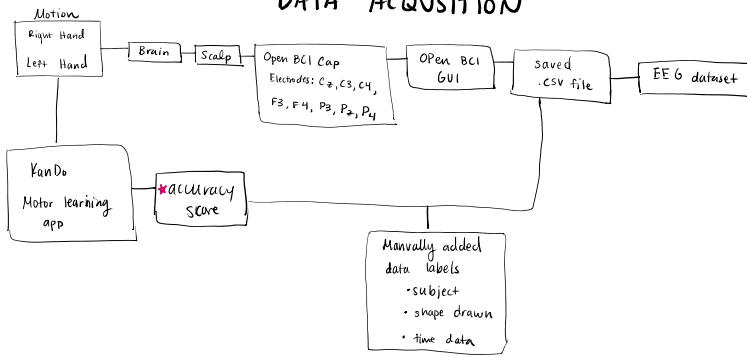 DATA ACQUSITION
Motion
Right Hand
Left Hand
Brain
Scalp
Open BCI Cap
Electrodes: Cz, C3, C4,
F3, F4, P3, Pz, P4
OPen BCI
GUI
saved
.csv file
EEG dataset
KanDo
Motor learning
app
*accuracy
score
Manually added
data labels
• subject
• shape drawn
• time data